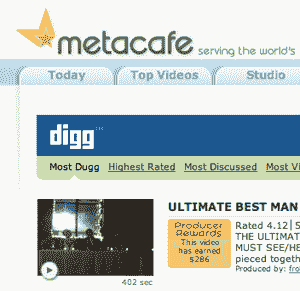 metacafe serving the world's
Today Top Videos Studio
digg
Most Dugg Highest Rated Most Discussed Most Vi
ULTIMATE BEST MAN
Producer Rewards
This video has earned $286
Rated 4.12| 5
THE ULTIMAT
MUST SEE/HE
pieced togeth
Produced by: fro
402 sec